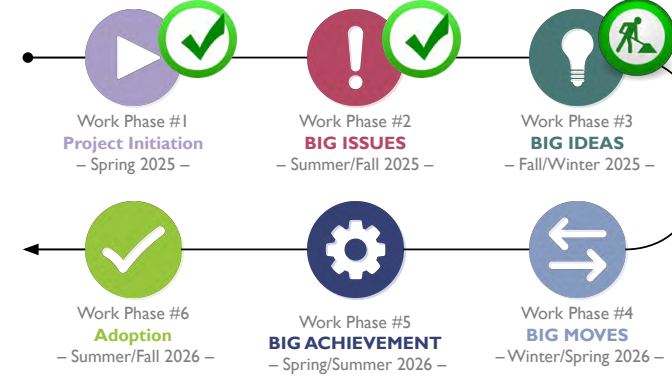 Work Phase #1
Project Initiation
– Spring 2025 –
Work Phase #2
BIG ISSUES
– Summer/Fall 2025 –
Work Phase #3
BIG IDEAS
– Fall/Winter 2025 –
Work Phase #4
BIG MOVES
– Winter/Spring 2026 –
Work Phase #5
BIG ACHIEVEMENT
– Spring/Summer 2026 –
Work Phase #6
Adoption
– Summer/Fall 2026 –